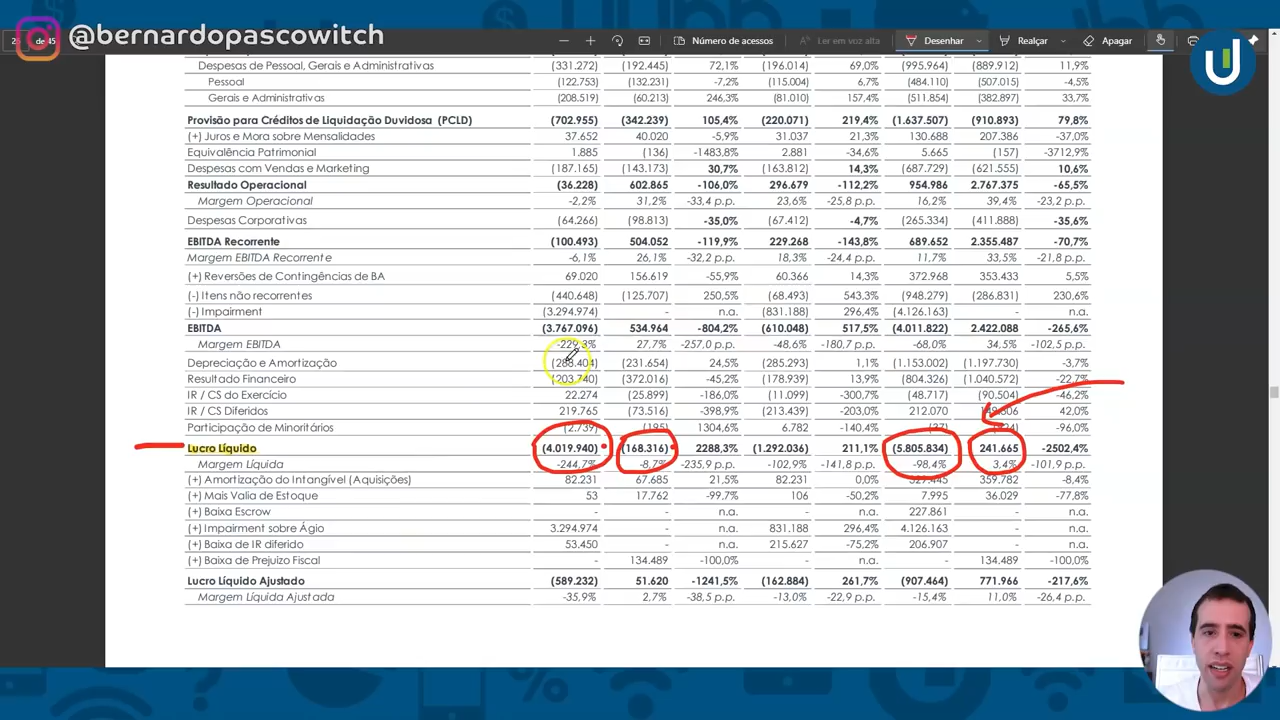 @bernardopascowitch
de 45
Número de acessos
Ler em voz alta
Desenhar
Realçar
Apagar
Despesas de Pessoal, Gerais e Administrativas (331.272) (192.445) 72,1% (196.014) 69,0% (995.964) (889.912) 11,9%
Pessoal (122.753) (132.231) -7,2% (115.004) 6,7% (484.110) (507.015) -4,5%
Gerais e Administrativas (208.519) (60.213) 246,3% (81.010) 157,4% (511.854) (382.897) 33,7%
Provisão para Créditos de Liquidação Duvidosa (PCLD) (702.955) (342.239) 105,4% (220.071) 219,4% (1.637.507) (910.893) 79,8%
(+) Juros e Mora sobre Mensalidades 37.652 40.020 -5,9% 31.037 21,3% 130.688 207.386 -37,0%
Equivalência Patrimonial 1.885 (136) -1483,8% 2.881 -34,6% 5.665 (157) -3712,9%
Despesas com Vendas e Marketing (187.165) (143.173) 30,7% (163.812) 14,3% (687.729) (621.555) 10,6%
Resultado Operacional (36.228) 602.865 -106,0% 296.679 -112,2% 954.986 2.767.375 -65,5%
Margem Operacional -2,2% 31,2% -33,4 p.p. 23,6% -25,8 p.p. 16,2% 39,4% -23,2 p.p.
Despesas Corporativas (64.266) (98.813) -35,0% (67.412) -4,7% (265.334) (411.888) -35,6%
EBITDA Recorrente (100.493) 504.052 -119,9% 229.268 -143,8% 689.652 2.355.487 -70,7%
Margem EBITDA Recorrente -6,1% 26,1% -32,2 p.p. 18,3% -24,4 p.p. 11,7% 33,5% -21,8 p.p.
(+) Reversões de Contingências de BA 69.020 156.619 -55,9% 60.366 14,3% 372.968 353.433 5,5%
(-) Itens não recorrentes (440.648) (125.707) 250,5% (68.493) 543,3% (948.279) (286.831) 230,6%
(-) Impairment (3.294.974) - n.a. (831.188) 296,4% (4.126.163) - n.a.
EBITDA (3.767.096) 534.964 -804,2% (610.048) 517,5% (4.011.822) 2.422.088 -265,6%
Margem EBITDA -229,3% 27,7% -257,0 p.p. -48,6% -180,7 p.p. -68,0% 34,5% -102,5 p.p.
Depreciação e Amortização (288.404) (231.654) 24,5% (285.293) 1,1% (1.153.002) (1.197.730) -3,7%
Resultado Financeiro (203.740) (372.016) -45,2% (178.939) 13,9% (804.326) (1.040.572) -22,7%
IR / CS do Exercício 22.274 (25.899) -186,0% (11.099) -300,7% (48.717) (90.504) -46,2%
IR / CS Diferidos 219.765 (73.516) -398,9% (213.439) -203,0% 212.070 42,0%
Participação de Minoritários (2.739) (195) 1304,6% 6.782 -140,4% -96,0%
Lucro Líquido (4.019.940) (168.316) 2288,3% (1.292.036) 211,1% (5.805.834) 241.665 -2502,4%
Margem Líquida -244,7% -8,7% -235,9 p.p. -102,9% -141,8 p.p. -98,4% 3,4% -101,9 p.p.
(+) Amortização do Intangível (Aquisições) 82.231 67.685 21,5% 82.231 0,0% 327.445 359.782 -8,4%
(+) Mais Valia de Estoque 53 17.762 -99,7% 106 -50,2% 7.995 36.029 -77,8%
(+) Baixa Escrow - - n.a. - n.a. 227.861 - n.a.
(+) Impairment sobre Ágio 3.294.974 - n.a. 831.188 296,4% 4.126.163 - n.a.
(+) Baixa de IR diferido 53.450 - n.a. 215.627 -75,2% 206.907 - n.a.
(+) Baixa de Prejuizo Fiscal - 134.489 -100,0% - n.a. - 134.489 -100,0%
Lucro Líquido Ajustado (589.232) 51.620 -1241,5% (162.884) 261,7% (907.464) 771.966 -217,6%
Margem Líquida Ajustada -35,9% 2,7% -38,5 p.p. -13,0% -22,9 p.p. -15,4% 11,0% -26,4 p.p.